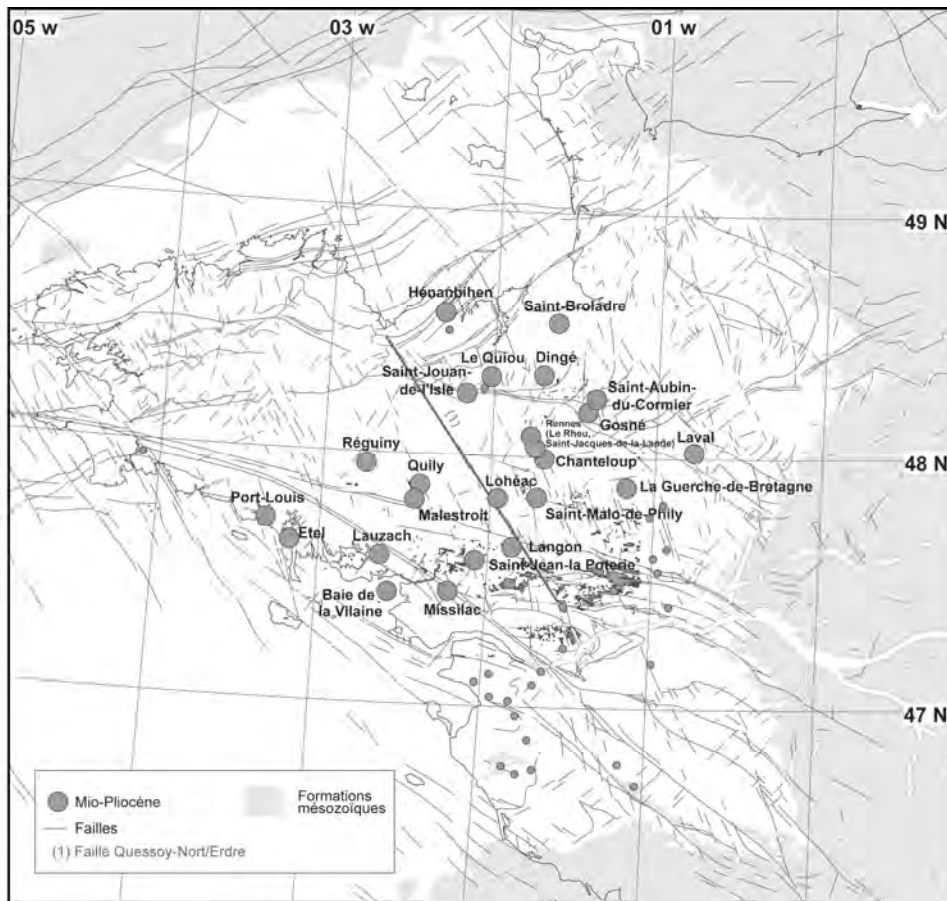 05 w
03 w
01 w
49 N
Hénanbihen
Saint-Broladre
Le Quiou
Dingé
Saint-Jouan-
de-l'Isle
Saint-Aubin-
du-Cormier
(1)
Gosné
Rennes
(Le Rheu,
Saint-Jacques-de-la-Lande)
Laval
48 N
Réguiny
Chanteloup
Quily
Lohéac
La Guerche-de-Bretagne
Port-Louis
Malestroit
Saint-Malo-de-Phily
Etel
Lauzach
Langon
Saint-Jean-la Poterie
Baie de
la Vilaine
Missilac
47 N
Mio-Pliocène
Formations
mésozoïques
Failles
(1) Faille Quessoy-Nort/Erdre